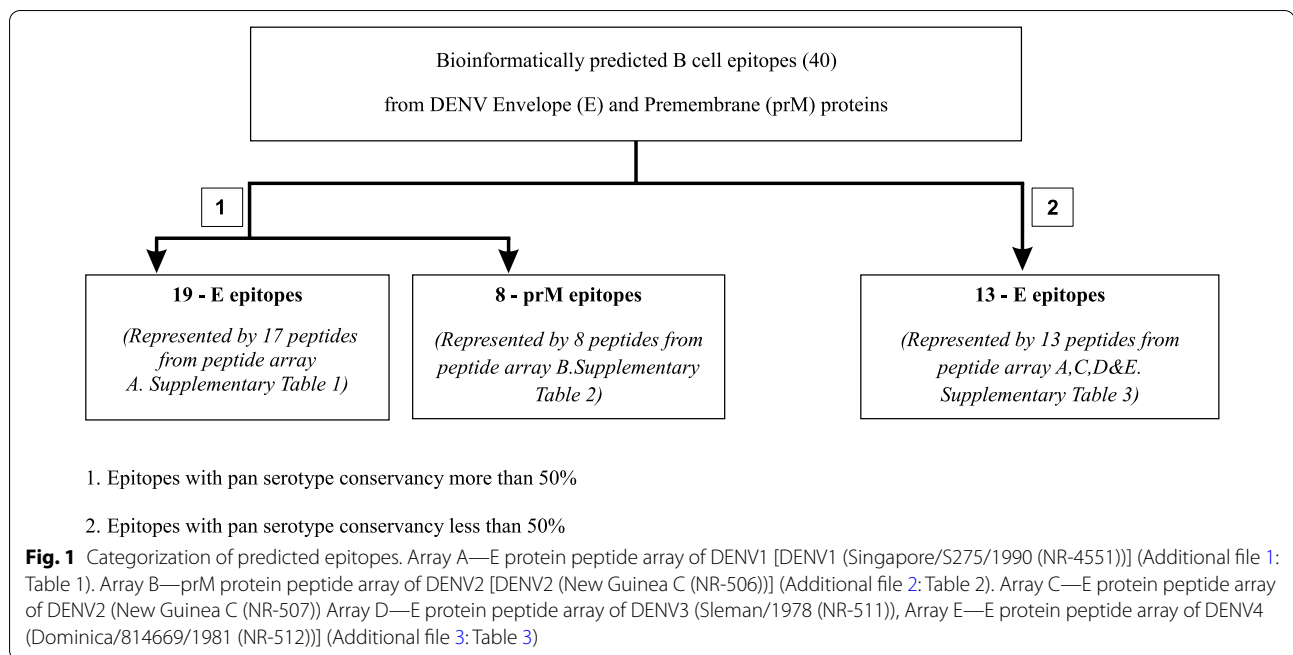 Bioinformatically predicted B cell epitopes (40)
from DENV Envelope (E) and Premembrane (prM) proteins
1
2
19 - E epitopes
(Represented by 17 peptides
from peptide array
A. Supplementary Table 1)
8 - prM epitopes
(Represented by 8 peptides from
peptide array B.Supplementary
Table 2)
13 - E epitopes
(Represented by 13 peptides from
peptide array A,C,D&E.
Supplementary Table 3)
1. Epitopes with pan serotype conservancy more than 50%
2. Epitopes with pan serotype conservancy less than 50%
Fig. 1 Categorization of predicted epitopes. Array A—E protein peptide array of DENV1 [DENV1 (Singapore/S275/1990 (NR-4551))] (Additional file 1:
Table 1). Array B—prM protein peptide array of DENV2 [DENV2 (New Guinea C (NR-506))] (Additional file 2: Table 2). Array C—E protein peptide array
of DENV2 (New Guinea C (NR-507)) Array D—E protein peptide array of DENV3 (Sleman/1978 (NR-511)), Array E—E protein peptide array of DENV4
(Dominica/814669/1981 (NR-512))] (Additional file 3: Table 3)